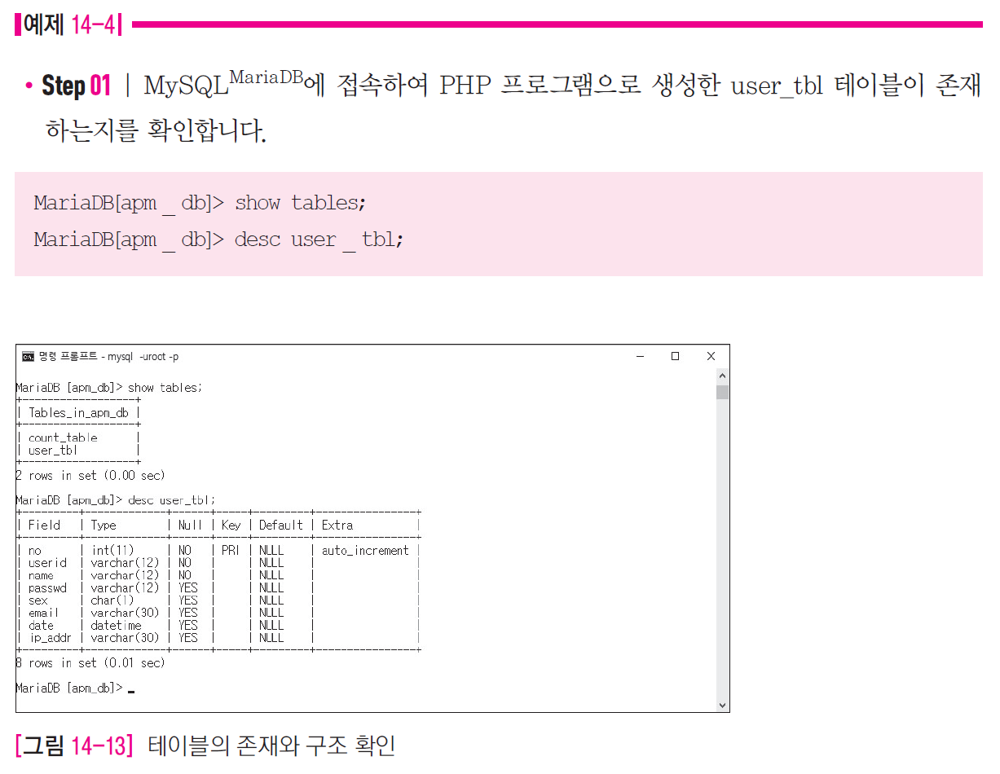 예제 14-4
• Step 01 | MySQL^MariaDB에 접속하여 PHP 프로그램으로 생성한 user_tbl 테이블이 존재
하는지를 확인합니다.
MariaDB[apm _ db]> show tables;
MariaDB[apm _ db]> desc user _ tbl;
명령 프롬프트 - mysql -uroot -p
MariaDB [apm_db]> show tables;
+------------------+
| Tables_in_apm_db |
+------------------+
| count_table      |
| user_tbl         |
+------------------+
2 rows in set (0.00 sec)
MariaDB [apm_db]> desc user_tbl;
+---------+-------------+------+-----+---------+----------------+
| Field   | Type        | Null | Key | Default | Extra          |
+---------+-------------+------+-----+---------+----------------+
| no      | int(11)     | NO   | PRI | NULL    | auto_increment |
| userid  | varchar(12) | NO   |     | NULL    |                |
| name    | varchar(12) | NO   |     | NULL    |                |
| passwd  | varchar(12) | YES  |     | NULL    |                |
| sex     | char(1)     | YES  |     | NULL    |                |
| email   | varchar(30) | YES  |     | NULL    |                |
| date    | datetime    | YES  |     | NULL    |                |
| ip_addr | varchar(30) | YES  |     | NULL    |                |
+---------+-------------+------+-----+---------+----------------+
8 rows in set (0.01 sec)
MariaDB [apm_db]> _
[그림 14-13] 테이블의 존재와 구조 확인